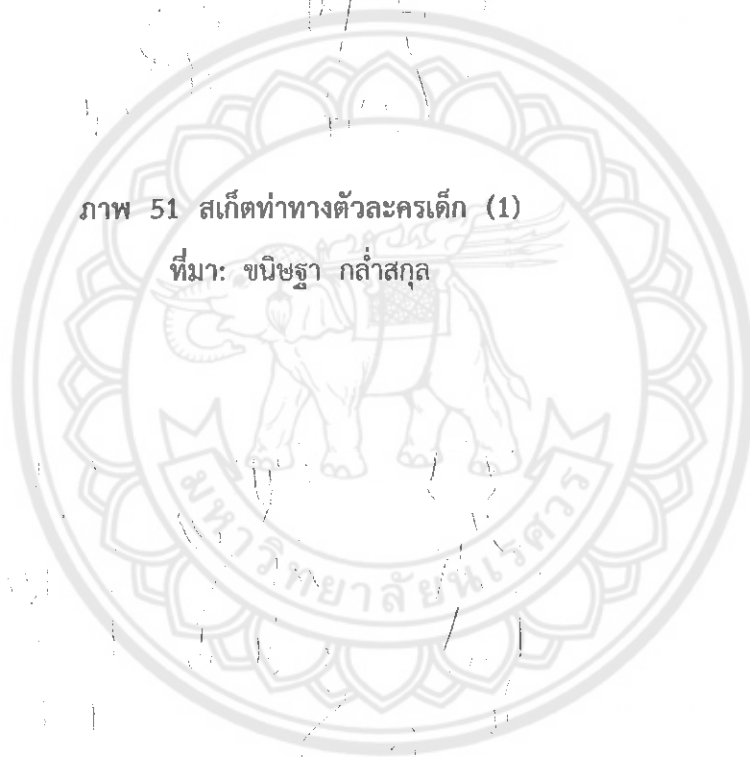 ภาพ 51 สเก็ตท่าทางตัวละครเด็ก (1)
ที่มา: ขนิษฐา กล่ำสกุล
มหาวิทยาลัยนเรศวร